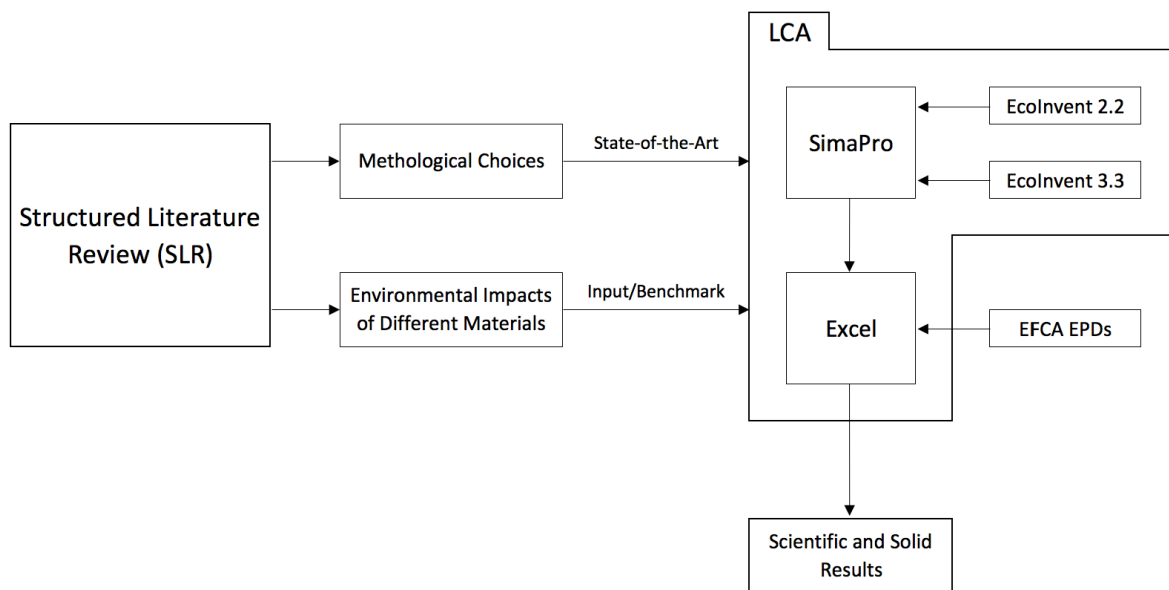 LCA
Structured Literature
Review (SLR)
Methological Choices
State-of-the-Art
Environmental Impacts
of Different Materials
Input/Benchmark
SimaPro
EcoInvent 2.2
EcoInvent 3.3
Excel
EFCA EPDs
Scientific and Solid
Results